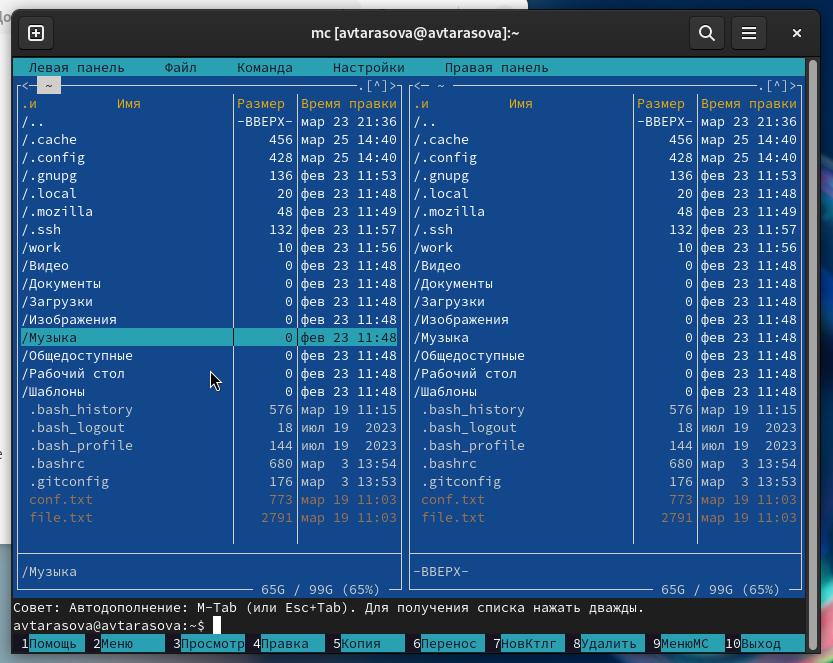 mc [avtarasova@avtarasova]:~
Левая панель Файл Команда Настройки Правая панель
<─ ~ .[^]> <─ ~ .[^]>
.и Имя Размер Время правки .и Имя Размер Время правки
/.. -ВВЕРХ- мар 23 21:36 /.. -ВВЕРХ- мар 23 21:36
/.cache 456 мар 25 14:40 /.cache 456 мар 25 14:40
/.config 428 мар 25 14:40 /.config 428 мар 25 14:40
/.gnupg 136 фев 23 11:53 /.gnupg 136 фев 23 11:53
/.local 20 фев 23 11:48 /.local 20 фев 23 11:48
/.mozilla 48 фев 23 11:49 /.mozilla 48 фев 23 11:49
/.ssh 132 фев 23 11:57 /.ssh 132 фев 23 11:57
/work 10 фев 23 11:56 /work 10 фев 23 11:56
/Видео 0 фев 23 11:48 /Видео 0 фев 23 11:48
/Документы 0 фев 23 11:48 /Документы 0 фев 23 11:48
/Загрузки 0 фев 23 11:48 /Загрузки 0 фев 23 11:48
/Изображения 0 фев 23 11:48 /Изображения 0 фев 23 11:48
/Музыка 0 фев 23 11:48 /Музыка 0 фев 23 11:48
/Общедоступные 0 фев 23 11:48 /Общедоступные 0 фев 23 11:48
/Рабочий стол 0 фев 23 11:48 /Рабочий стол 0 фев 23 11:48
/Шаблоны 0 фев 23 11:48 /Шаблоны 0 фев 23 11:48
.bash_history 576 мар 19 11:15 .bash_history 576 мар 19 11:15
.bash_logout 18 июл 19 2023 .bash_logout 18 июл 19 2023
.bash_profile 144 июл 19 2023 .bash_profile 144 июл 19 2023
.bashrc 680 мар 3 13:54 .bashrc 680 мар 3 13:54
.gitconfig 176 мар 3 13:53 .gitconfig 176 мар 3 13:53
conf.txt 773 мар 19 11:03 conf.txt 773 мар 19 11:03
file.txt 2791 мар 19 11:03 file.txt 2791 мар 19 11:03
/Музыка -ВВЕРХ-
65G / 99G (65%) 65G / 99G (65%)
Совет: Автодополнение: M-Tab (или Esc+Tab). Для получения списка нажать дважды.
avtarasova@avtarasova:~$
1Помощь 2Меню 3Просмотр 4Правка 5Копия 6Перенос 7НовКтлг 8Удалить 9МенюМС 10Выход